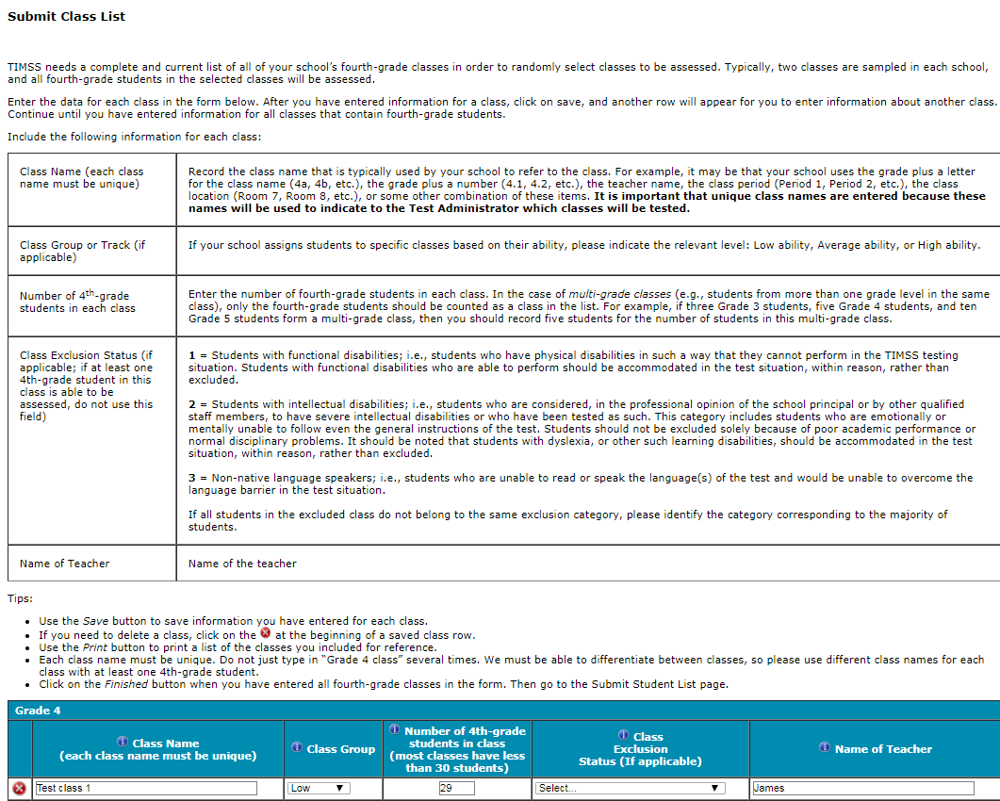 Submit Class List
TIMSS needs a complete and current list of all of your school's fourth-grade classes in order to randomly select classes to be assessed. Typically, two classes are sampled in each school,
and all fourth-grade students in the selected classes will be assessed.
Enter the data for each class in the form below. After you have entered information for a class, click on save, and another row will appear for you to enter information about another class.
Continue until you have entered information for all classes that contain fourth-grade students.
Include the following information for each class:
Class Name (each class
name must be unique)
Record the class name that is typically used by your school to refer to the class. For example, it may be that your school uses the grade plus a letter
for the class name (4a, 4b, etc.), the grade plus a number (4.1, 4.2, etc.), the teacher name, the class period (Period 1, Period 2, etc.), the class
location (Room 7, Room 8, etc.), or some other combination of these items. It is important that unique class names are entered because these
names will be used to indicate to the Test Administrator which classes will be tested.
Class Group or Track (if
applicable)
If your school assigns students to specific classes based on their ability, please indicate the relevant level: Low ability, Average ability, or High ability.
Number of 4th-grade
students in each class
Enter the number of fourth-grade students in each class. In the case of multi-grade classes (e.g., students from more than one grade level in the same
class), only the fourth-grade students should be counted as a class in the list. For example, if three Grade 3 students, five Grade 4 students, and ten
Grade 5 students form a multi-grade class, then you should record five students for the number of students in this multi-grade class.
Class Exclusion Status (if
applicable; if at least one
4th-grade student in this
class is able to be
assessed, do not use this
field)
1 = Students with functional disabilities; i.e., students who have physical disabilities in such a way that they cannot perform in the TIMSS testing
situation. Students with functional disabilities who are able to perform should be accommodated in the test situation, within reason, rather than
excluded.
2 = Students with intellectual disabilities; i.e., students who are considered, in the professional opinion of the school principal or by other qualified
staff members, to have severe intellectual disabilities or who have been tested as such. This category includes students who are emotionally or
mentally unable to follow even the general instructions of the test. Students should not be excluded solely because of poor academic performance or
normal disciplinary problems. It should be noted that students with dyslexia, or other such learning disabilities, should be accommodated in the test
situation, within reason, rather than excluded.
3 = Non-native language speakers; i.e., students who are unable to read or speak the language(s) of the test and would be unable to overcome the
language barrier in the test situation.
If all students in the excluded class do not belong to the same exclusion category, please identify the category corresponding to the majority of
students.
Name of Teacher
Name of the teacher
Tips:
• Use the Save button to save information you have entered for each class.
• If you need to delete a class, click on the at the beginning of a saved class row.
• Use the Print button to print a list of the classes you included for reference.
• Each class name must be unique. Do not just type in "Grade 4 class" several times. We must be able to differentiate between classes, so please use different class names for each
class with at least one 4th-grade student.
• Click on the Finished button when you have entered all fourth-grade classes in the form. Then go to the Submit Student List page.
Grade 4
Class Name
(each class name must be unique)
Class Group
Number of 4th-grade
students in class
(most classes have less
than 30 students)
Class
Exclusion
Status (If applicable)
Name of Teacher
Test class 1
Low
29
Select...
James